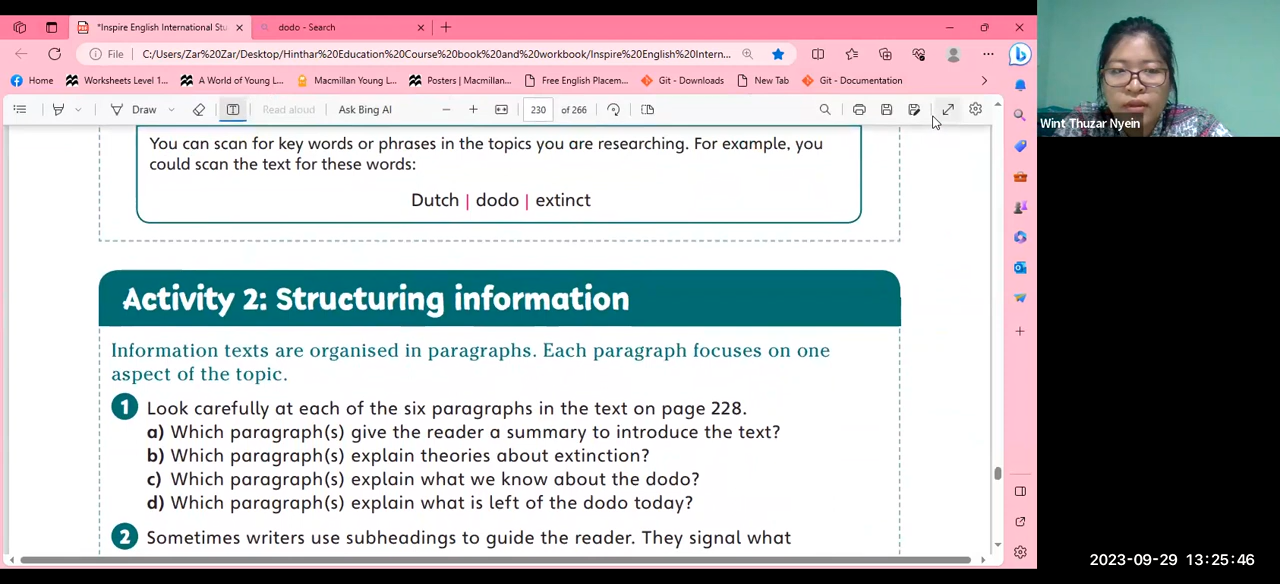 *Inspire English International Stu
dodo - Search
File
C:/Users/Zar%20Zar/Desktop/Hinthar%20Education%20Course%20book%20and%20workbook/Inspire%20English%20Intern...
Home
Worksheets Level 1...
A World of Young L...
Macmillan Young L...
Posters | Macmillan...
Free English Placem...
Git - Downloads
New Tab
Git - Documentation
Draw
Read aloud
Ask Bing AI
230
of 266
Wint Thuzar Nyein
You can scan for key words or phrases in the topics you are researching. For example, you
could scan the text for these words:
Dutch | dodo | extinct
Activity 2: Structuring information
Information texts are organised in paragraphs. Each paragraph focuses on one
aspect of the topic.
1 Look carefully at each of the six paragraphs in the text on page 228.
a) Which paragraph(s) give the reader a summary to introduce the text?
b) Which paragraph(s) explain theories about extinction?
c) Which paragraph(s) explain what we know about the dodo?
d) Which paragraph(s) explain what is left of the dodo today?
2 Sometimes writers use subheadings to guide the reader. They signal what
2023-09-29 13:25:46